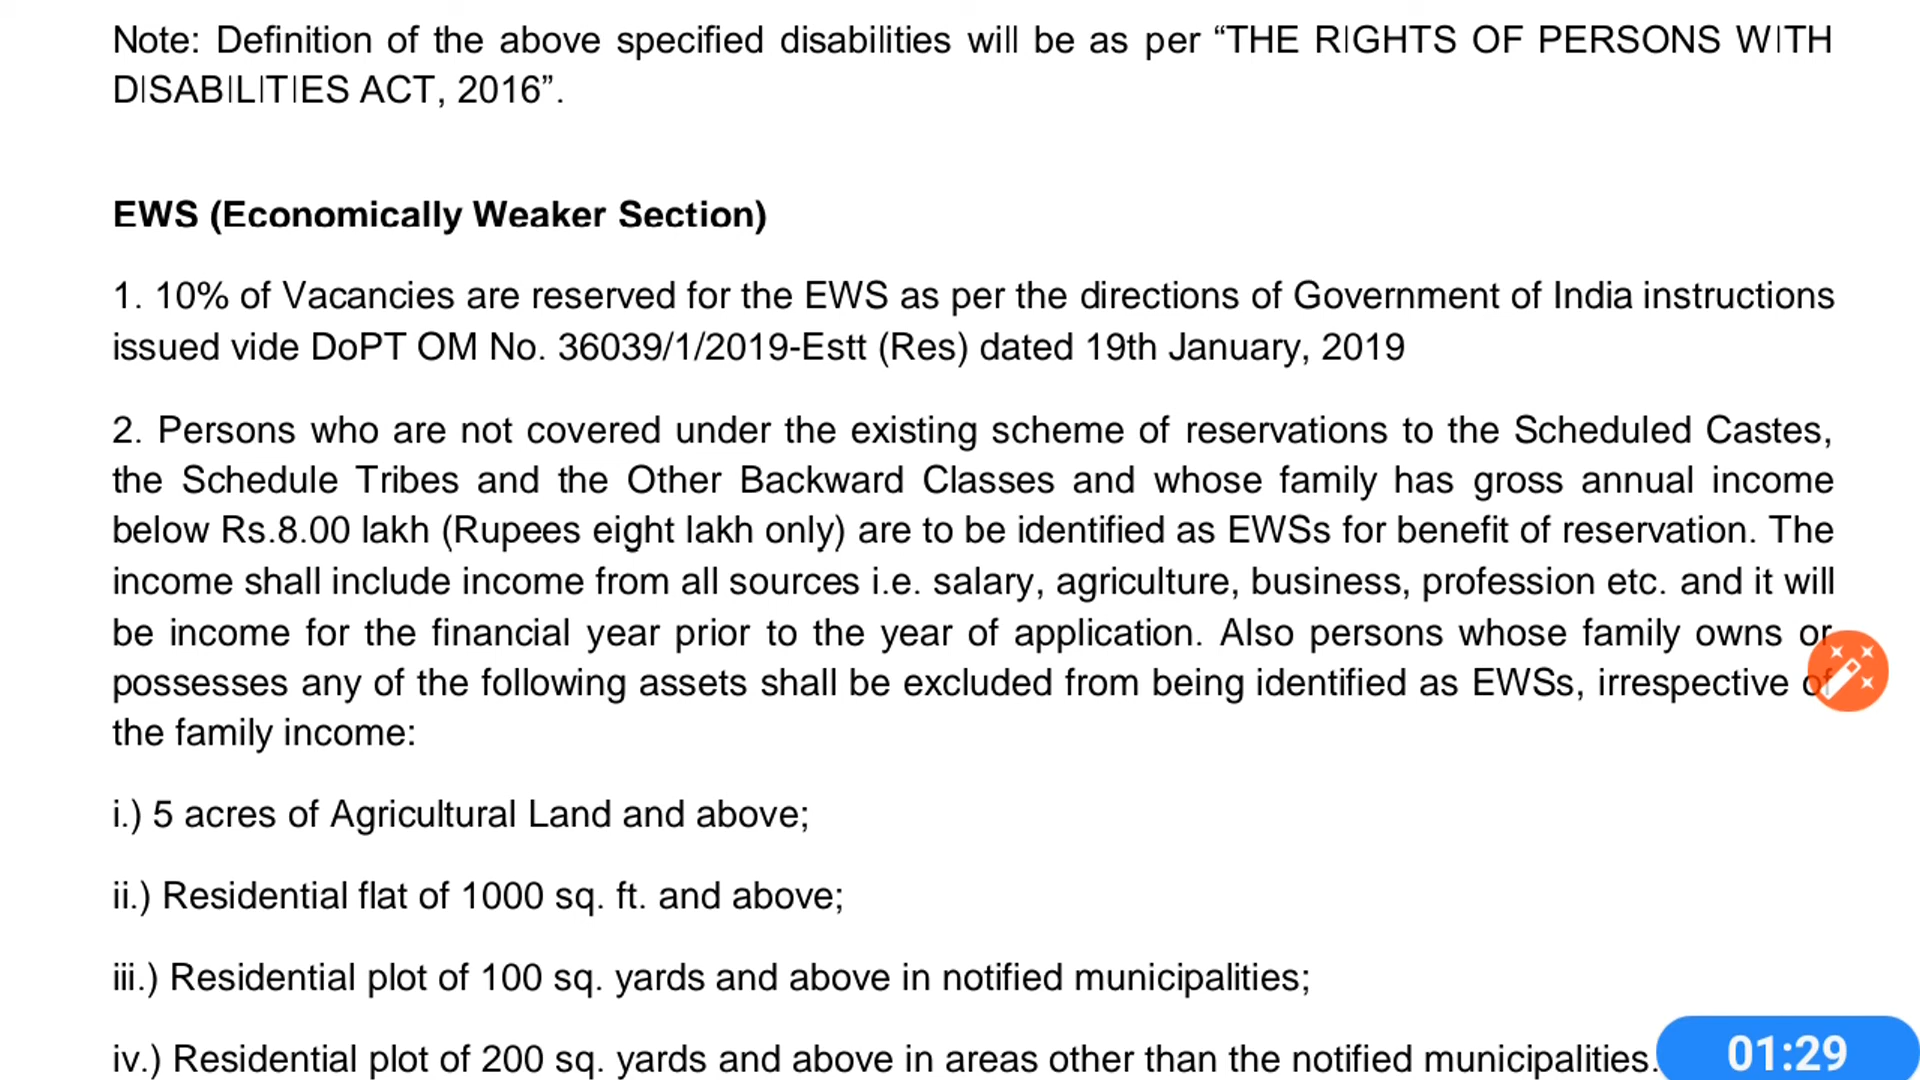 Note: Definition of the above specified disabilities will be as per “THE RIGHTS OF PERSONS WITH
DISABILITIES ACT, 2016”.
EWS (Economically Weaker Section)
1. 10% of Vacancies are reserved for the EWS as per the directions of Government of India instructions
issued vide DoPT OM No. 36039/1/2019-Estt (Res) dated 19th January, 2019
2. Persons who are not covered under the existing scheme of reservations to the Scheduled Castes,
the Schedule Tribes and the Other Backward Classes and whose family has gross annual income
below Rs.8.00 lakh (Rupees eight lakh only) are to be identified as EWSs for benefit of reservation. The
income shall include income from all sources i.e. salary, agriculture, business, profession etc. and it will
be income for the financial year prior to the year of application. Also persons whose family owns or
possesses any of the following assets shall be excluded from being identified as EWSs, irrespective of
the family income:
i.) 5 acres of Agricultural Land and above;
ii.) Residential flat of 1000 sq. ft. and above;
iii.) Residential plot of 100 sq. yards and above in notified municipalities;
iv.) Residential plot of 200 sq. yards and above in areas other than the notified municipalities.
01:29